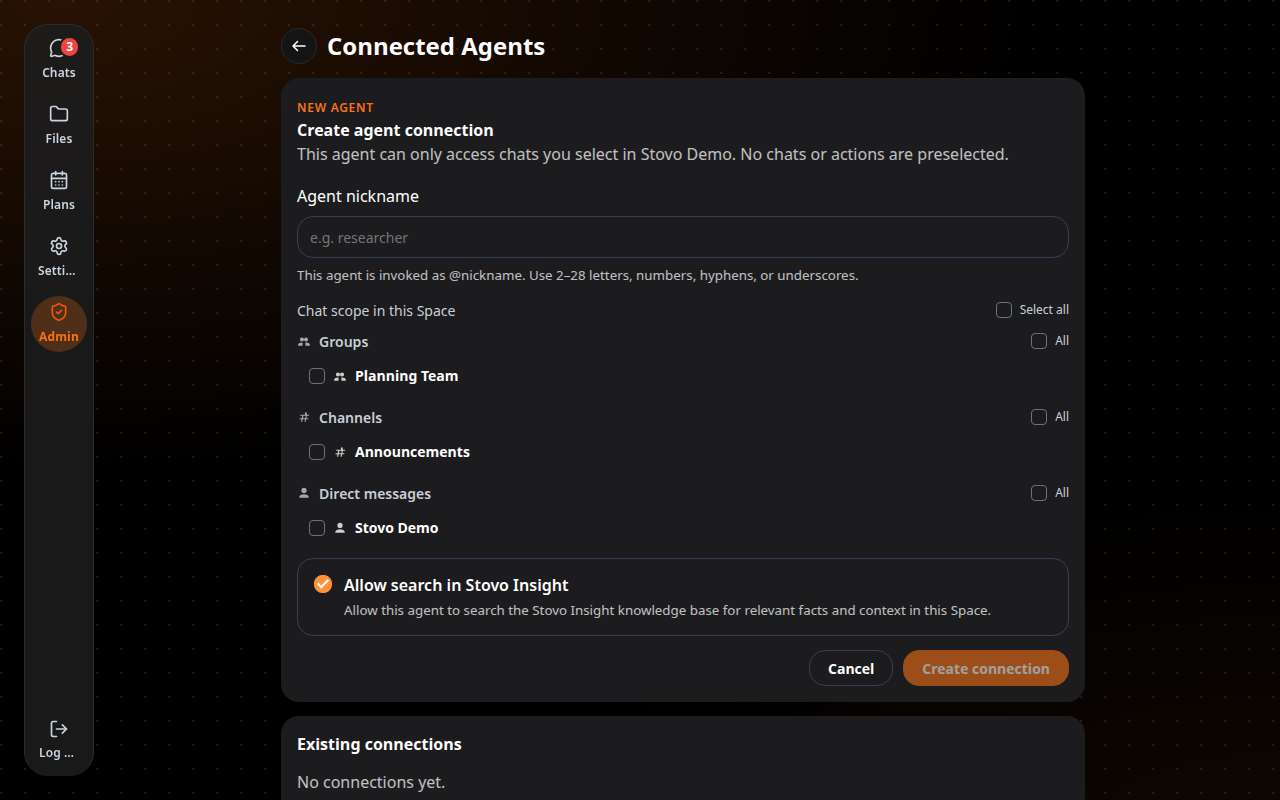 3
Chats
Files
Plans
Setti...
Admin
Log ...
Connected Agents
NEW AGENT
Create agent connection
This agent can only access chats you select in Stovo Demo. No chats or actions are preselected.
Agent nickname
e.g. researcher
This agent is invoked as @nickname. Use 2–28 letters, numbers, hyphens, or underscores.
Chat scope in this Space
Select all
Groups
All
Planning Team
Channels
All
Announcements
Direct messages
All
Stovo Demo
Allow search in Stovo Insight
Allow this agent to search the Stovo Insight knowledge base for relevant facts and context in this Space.
Cancel
Create connection
Existing connections
No connections yet.